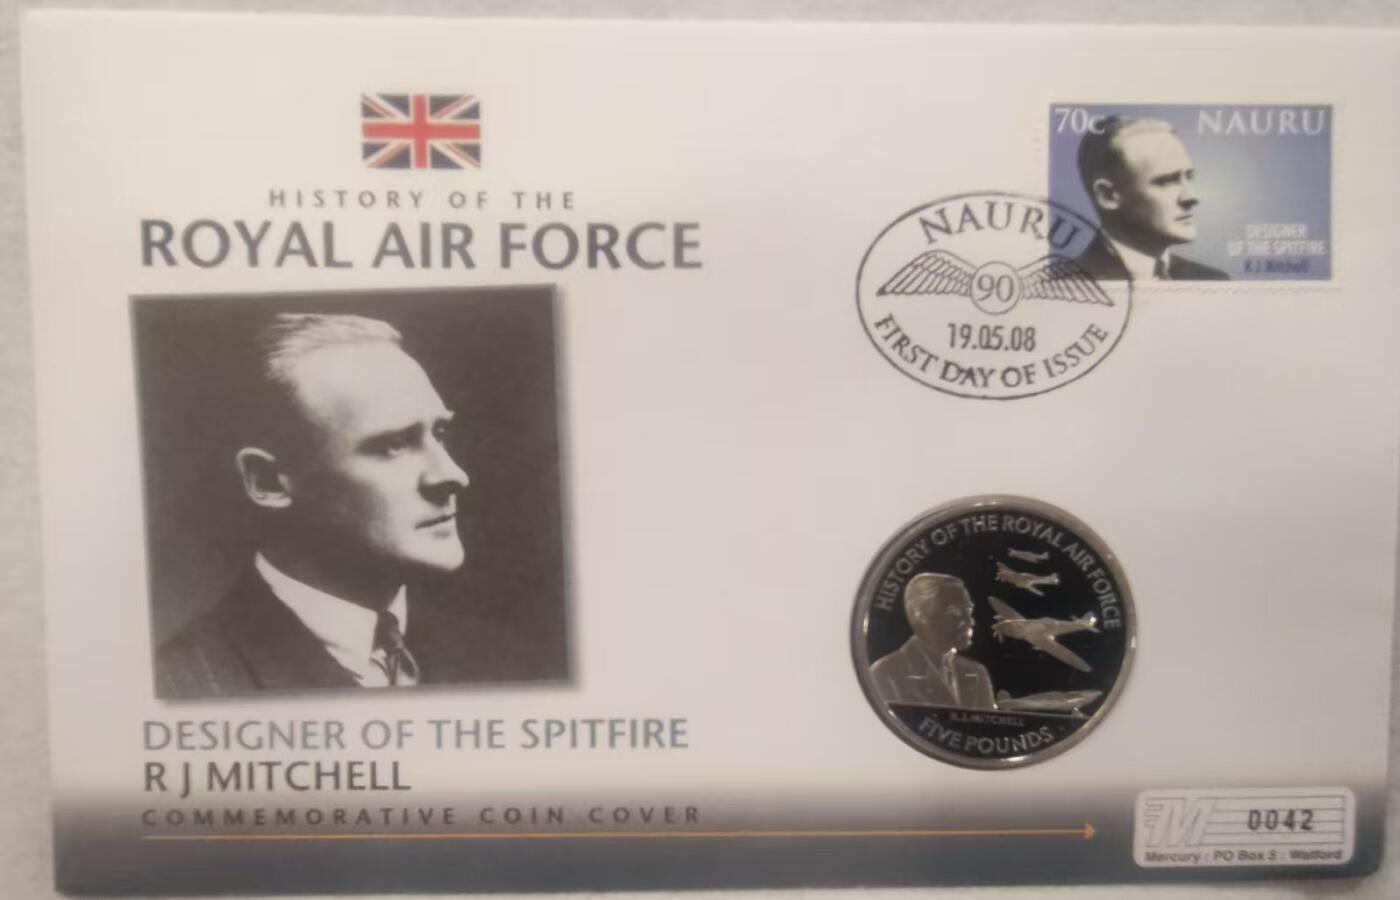 HISTORY OF THE
ROYAL AIR FORCE
70c NAURU
DESIGNER
OF THE SPITFIRE
R J Mitchell
NAURU
90
19.05.08
FIRST DAY OF ISSUE
HISTORY OF THE ROYAL AIR FORCE
R.J.MITCHELL
FIVE POUNDS
DESIGNER OF THE SPITFIRE
R J MITCHELL
COMMEMORATIVE COIN COVER
M 0042
Mercury : PO Box 5 : Watford